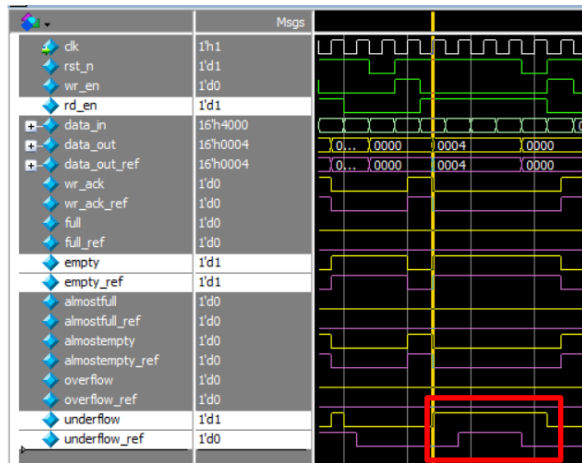 Msgs
clk 1'h1
rst_n 1'd1
wr_en 1'd0
rd_en 1'd1
data_in 16'h4000
data_out 16'h0004 0... 0000 0004 0000
data_out_ref 16'h0004 0... 0000 0004 0000
wr_ack 1'd0
wr_ack_ref 1'd0
full 1'd0
full_ref 1'd0
empty 1'd1
empty_ref 1'd1
almostfull 1'd0
almostfull_ref 1'd0
almostempty 1'd0
almostempty_ref 1'd0
overflow 1'd0
overflow_ref 1'd0
underflow 1'd1
underflow_ref 1'd0